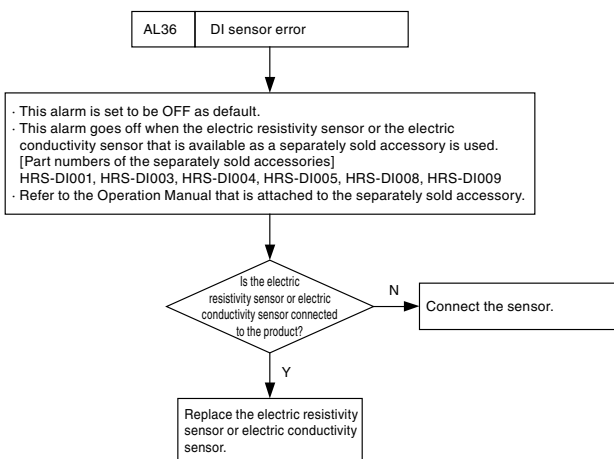 AL36 DI sensor error
· This alarm is set to be OFF as default.
· This alarm goes off when the electric resistivity sensor or the electric
conductivity sensor that is available as a separately sold accessory is used.
[Part numbers of the separately sold accessories]
HRS-DI001, HRS-DI003, HRS-DI004, HRS-DI005, HRS-DI008, HRS-DI009
· Refer to the Operation Manual that is attached to the separately sold accessory.
Is the electric
resistivity sensor or electric
conductivity sensor connected
to the product?
N
Connect the sensor.
Y
Replace the electric resistivity
sensor or electric conductivity
sensor.